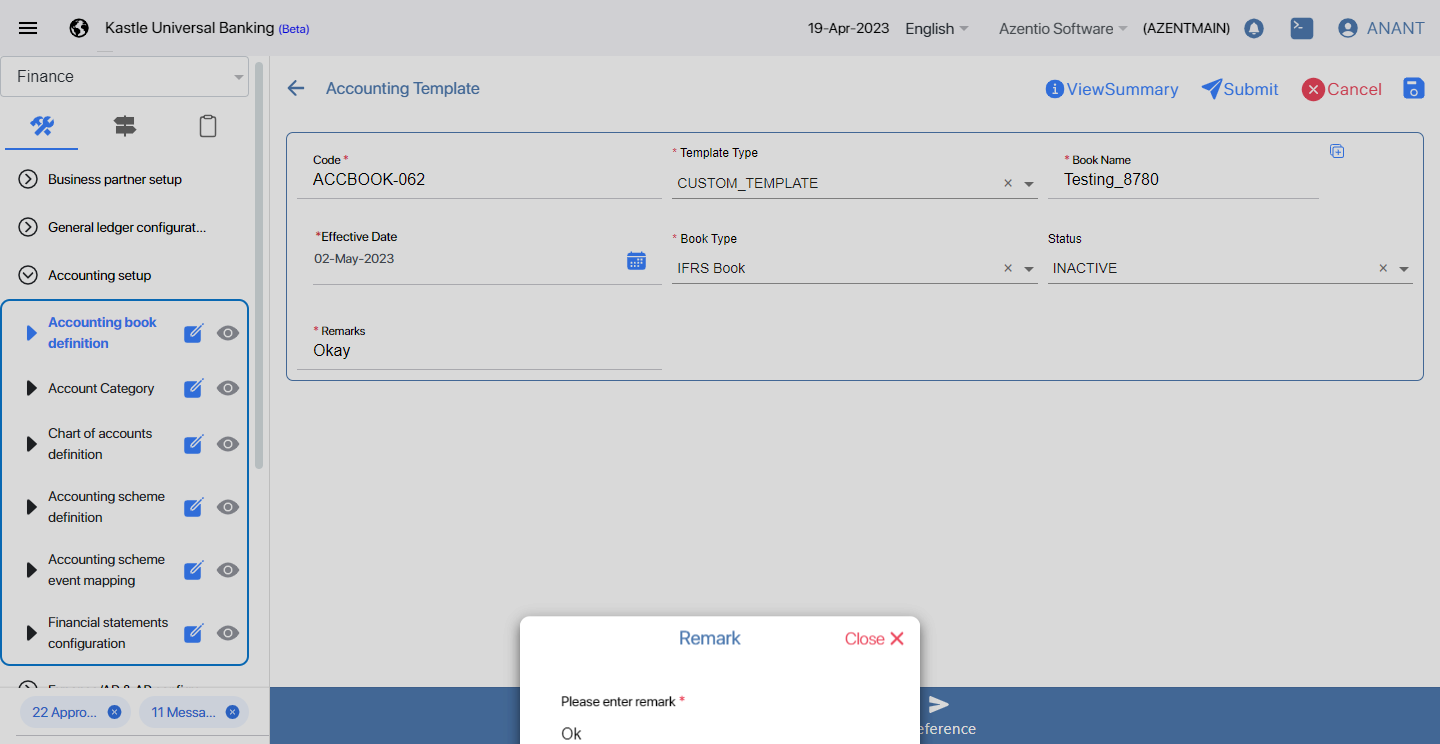 Kastle Universal Banking (Beta)
19-Apr-2023
English
Azentio Software
(AZENTMAIN)
ANANT
Finance
Business partner setup
General ledger configurat...
Accounting setup
Accounting book
definition
Account Category
Chart of accounts
definition
Accounting scheme
definition
Accounting scheme
event mapping
Financial statements
configuration
22 Appro...
11 Messa...
Accounting Template
ViewSummary
Submit
Cancel
Code *
ACCBOOK-062
* Template Type
CUSTOM_TEMPLATE
* Book Name
Testing_8780
*Effective Date
02-May-2023
* Book Type
IFRS Book
Status
INACTIVE
* Remarks
Okay
Remark
Close
Please enter remark *
Ok
eference